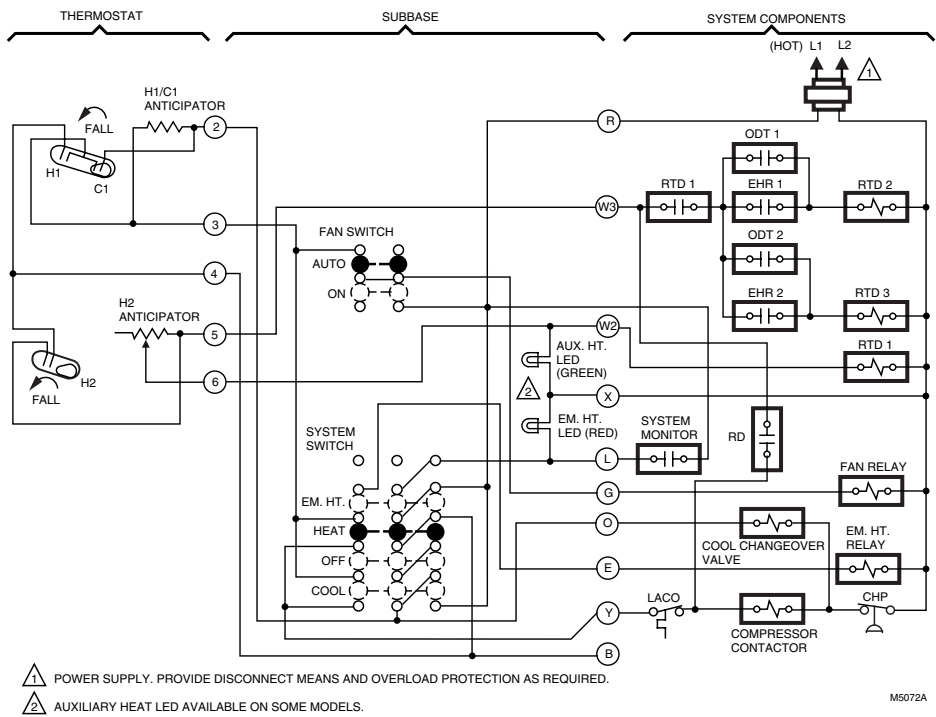 THERMOSTAT
SUBBASE
SYSTEM COMPONENTS
(HOT) L1 L2
1
H1/C1
ANTICIPATOR
FALL
H1
C1
2
R
ODT 1
RTD 1
EHR 1
RTD 2
W3
3
FAN SWITCH
AUTO
ON
ODT 2
4
EHR 2
RTD 3
H2
ANTICIPATOR
5
W2
RTD 1
AUX. HT.
LED
(GREEN)
H2
FALL
6
2
X
EM. HT.
LED (RED)
SYSTEM
MONITOR
RD
SYSTEM
SWITCH
L
FAN RELAY
G
EM. HT.
O
HEAT
COOL CHANGEOVER
VALVE
EM. HT.
RELAY
OFF
E
COOL
LACO
CHP
Y
COMPRESSOR
CONTACTOR
B
1 POWER SUPPLY. PROVIDE DISCONNECT MEANS AND OVERLOAD PROTECTION AS REQUIRED.
2 AUXILIARY HEAT LED AVAILABLE ON SOME MODELS.
M5072A